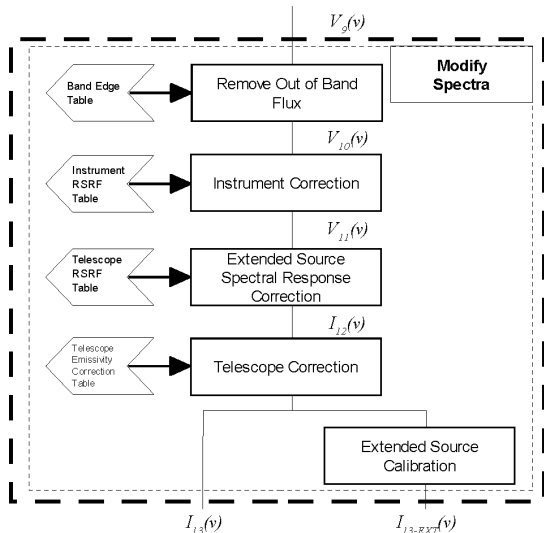 V9(ν)
Modify
Spectra
Band Edge
Table
Remove Out of Band
Flux
V10(ν)
Instrument
RSRF
Table
Instrument Correction
V11(ν)
Telescope
RSRF
Table
Extended Source
Spectral Response
Correction
I12(ν)
Telescope
Emissivity
Correction
Table
Telescope Correction
Extended Source
Calibration
I13(ν)
I13-EXT(ν)